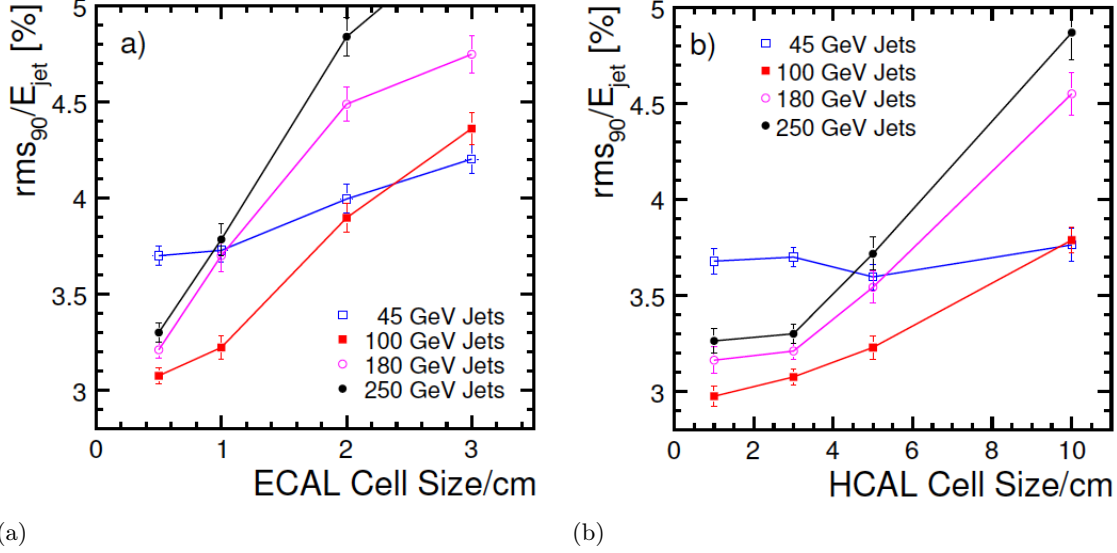 a)
rms90/Ejet [%]
5
4.5
4
3.5
3
45 GeV Jets
100 GeV Jets
180 GeV Jets
250 GeV Jets
0 1 2 3
ECAL Cell Size/cm
(a)
b)
rms90/Ejet [%]
5
4.5
4
3.5
3
45 GeV Jets
100 GeV Jets
180 GeV Jets
250 GeV Jets
0 2 4 6 8 10
HCAL Cell Size/cm
(b)